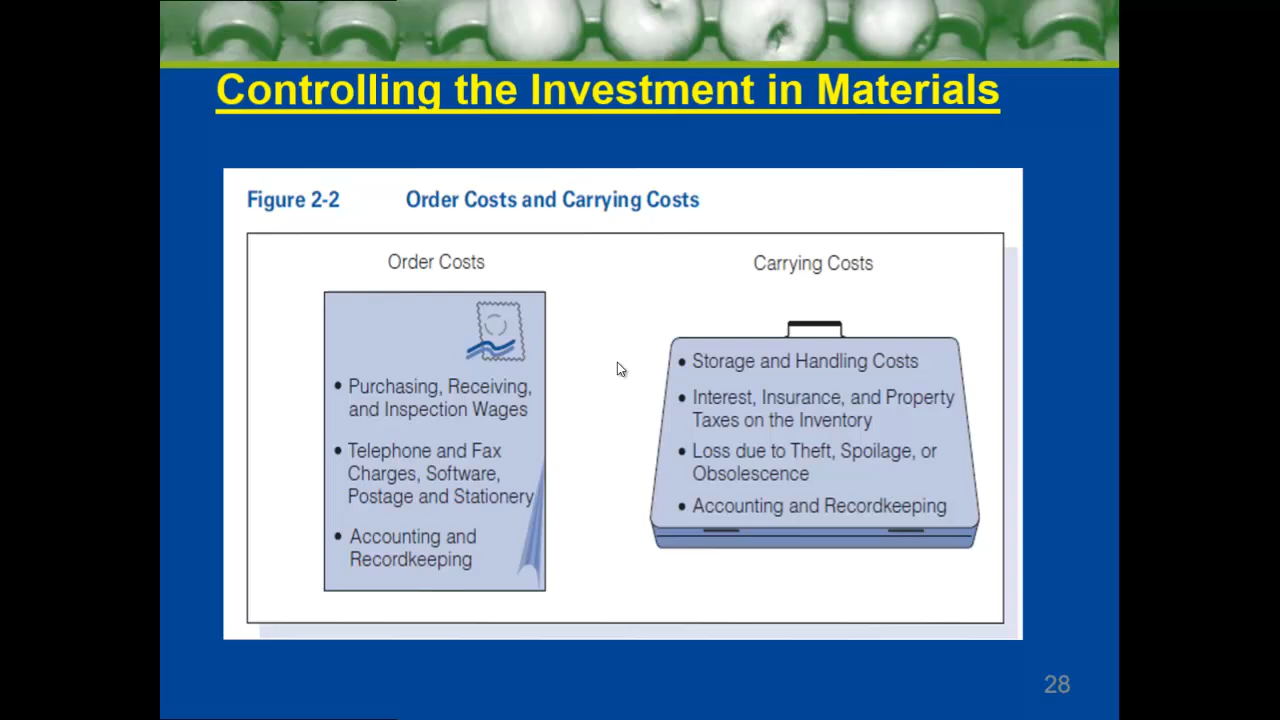 Controlling the Investment in Materials
Figure 2-2 Order Costs and Carrying Costs
Order Costs
• Purchasing, Receiving,
and Inspection Wages
• Telephone and Fax
Charges, Software,
Postage and Stationery
• Accounting and
Recordkeeping
Carrying Costs
• Storage and Handling Costs
• Interest, Insurance, and Property
Taxes on the Inventory
• Loss due to Theft, Spoilage, or
Obsolescence
• Accounting and Recordkeeping
28